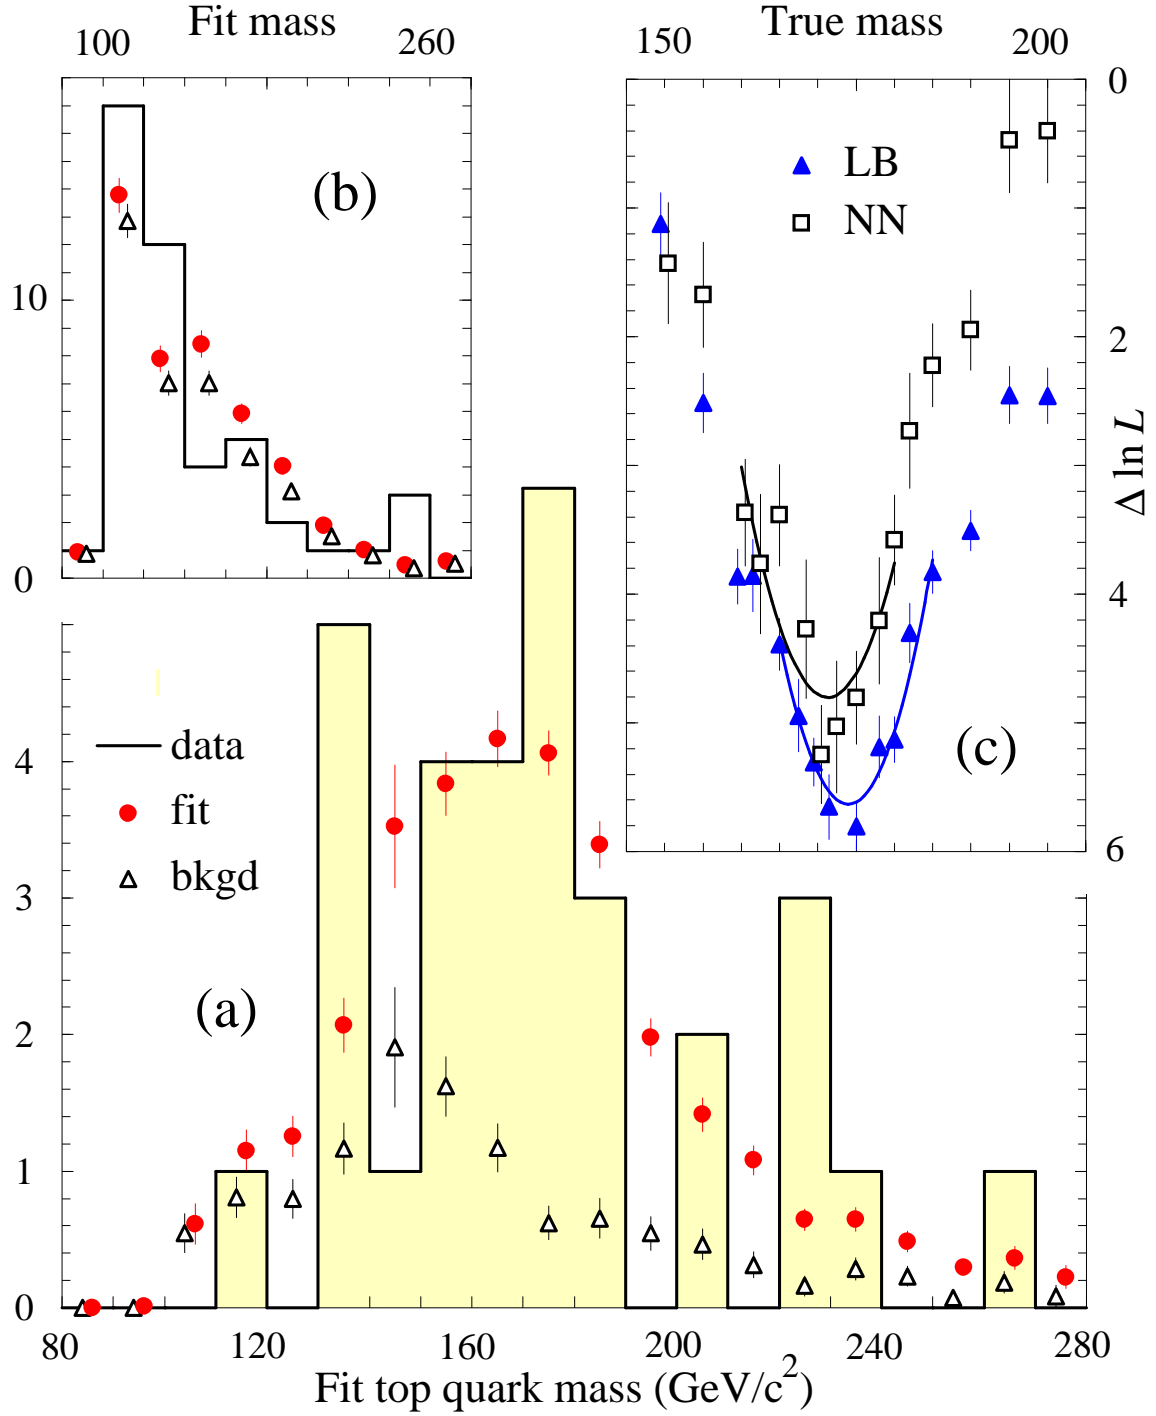 Fit mass
True mass
100
260
150
200
(b)
10
0
LB
NN
0
2
4
6
Δ ln L
(c)
data
fit
bkgd
(a)
4
3
2
1
0
80
120
160
200
240
280
Fit top quark mass (GeV/c²)